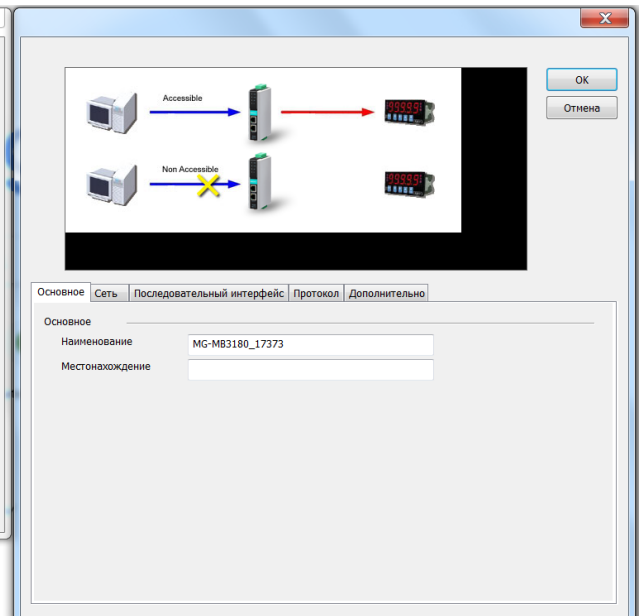 OK
Accessible
Отмена
Non Accessible
Основное Сеть Последовательный интерфейс Протокол Дополнительно
Основное
Наименование MG-MB3180_17373
Местонахождение